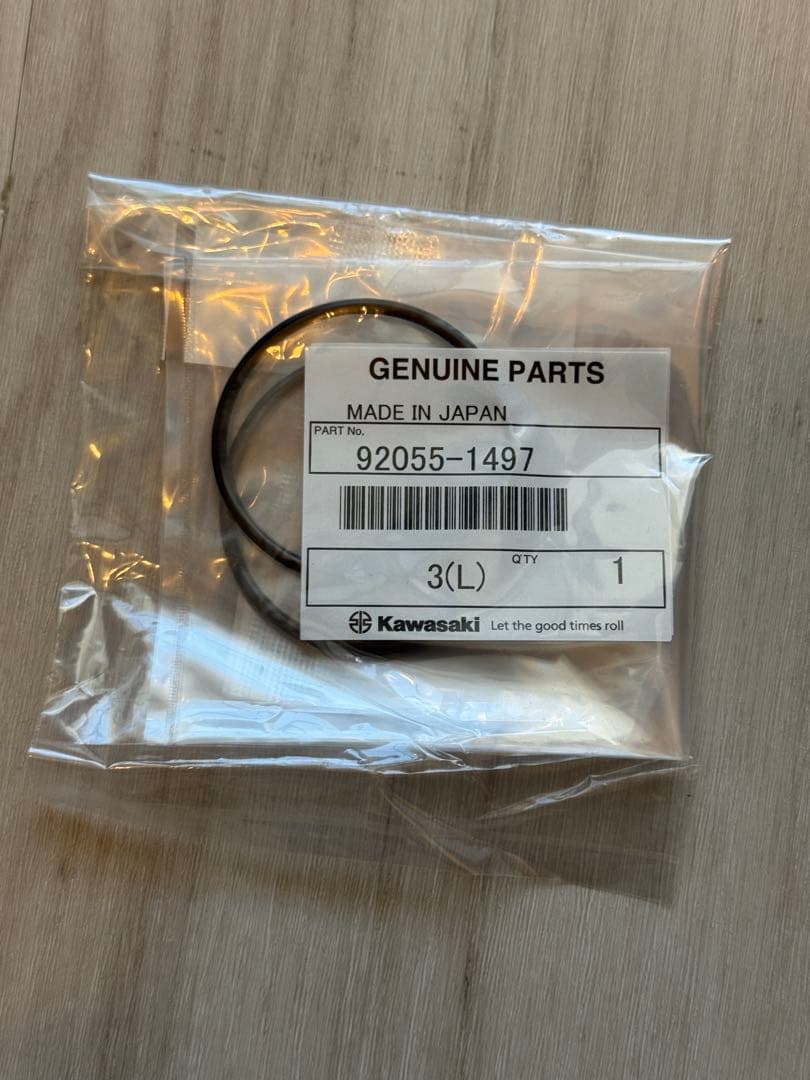 GENUINE PARTS
MADE IN JAPAN
PART No.
92055-1497
3(L) Q'TY 1
Kawasaki Let the good times roll